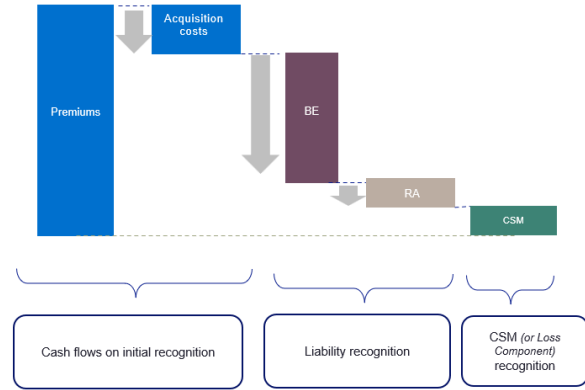 Acquisition
costs
Premiums
BE
RA
CSM
Cash flows on initial recognition
Liability recognition
CSM (or Loss
Component)
recognition